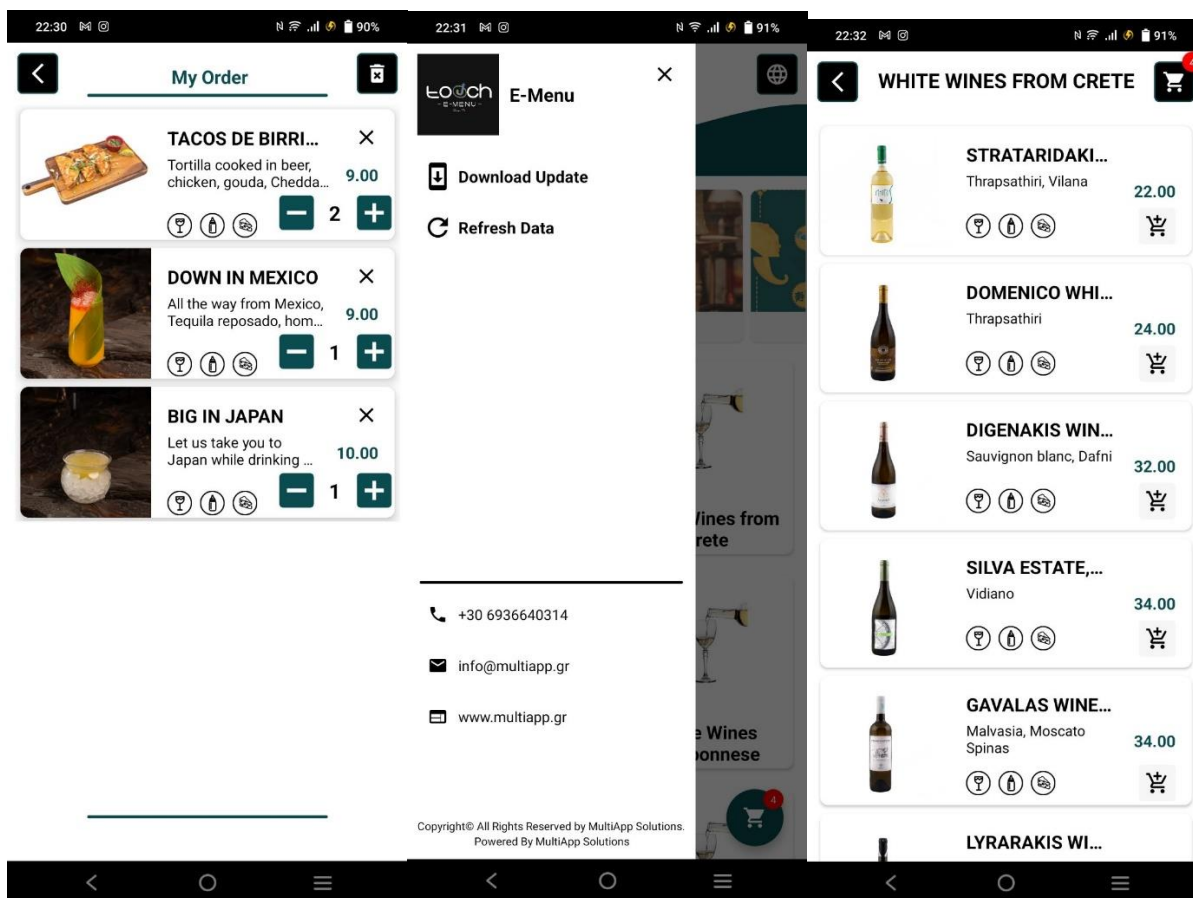 22:30
90%
My Order
TACOS DE BIRRI...
Tortilla cooked in beer,
chicken, gouda, Chedda...
9.00
2
DOWN IN MEXICO
All the way from Mexico,
Tequila reposado, hom...
9.00
1
BIG IN JAPAN
Let us take you to
Japan while drinking ...
10.00
1
22:31
91%
touch
- E-MENU -
E-Menu
Download Update
Refresh Data
Wines from
rete
e Wines
ponnese
4
+30 6936640314
info@multiapp.gr
www.multiapp.gr
Copyright© All Rights Reserved by MultiApp Solutions.
Powered By MultiApp Solutions
22:32
91%
WHITE WINES FROM CRETE
4
STRATARIDAKI...
Thrapsathiri, Vilana
22.00
DOMENICO WHI...
Thrapsathiri
24.00
DIGENAKIS WIN...
Sauvignon blanc, Dafni
32.00
SILVA ESTATE,...
Vidiano
34.00
GAVALAS WINE...
Malvasia, Moscato
Spinas
34.00
LYRARAKIS WI...